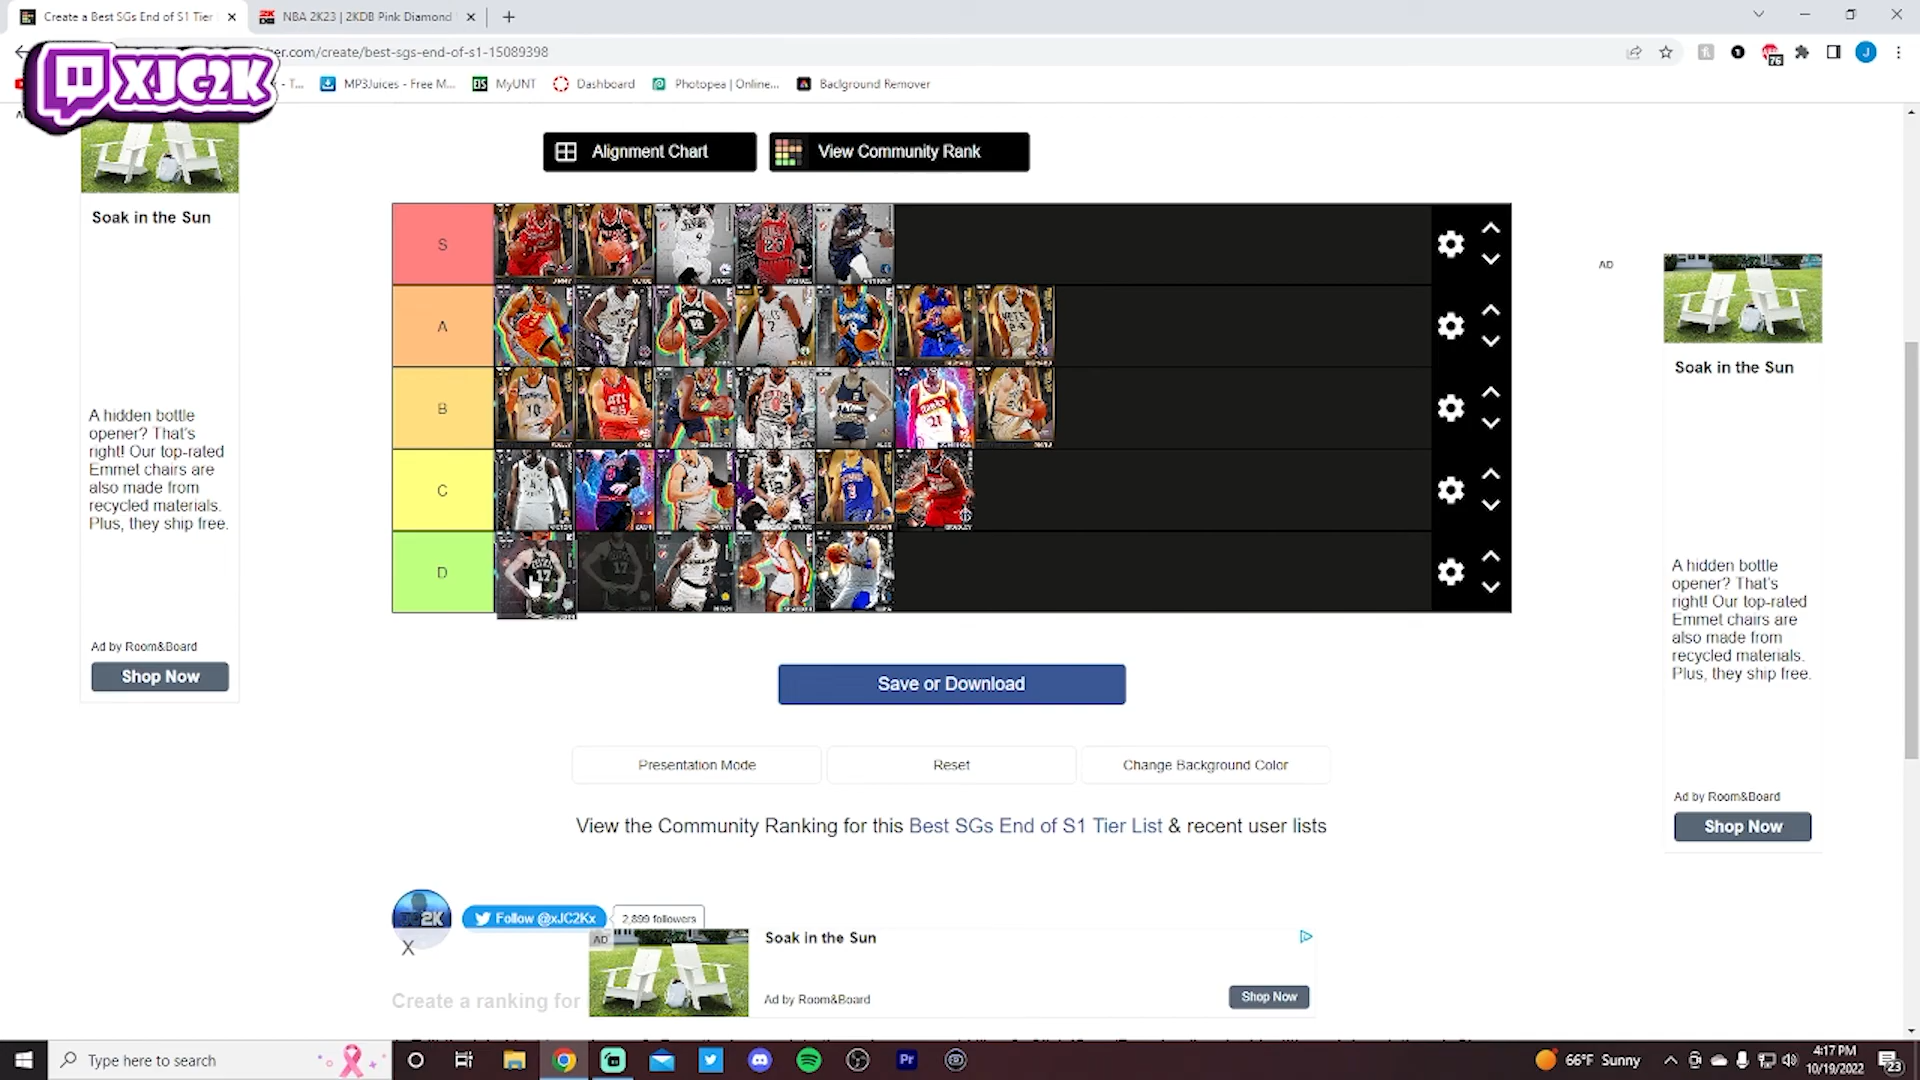 Create a Best SGs End of S1 Tier
NBA 2K23 | 2KDB Pink Diamond
er.com/create/best-sgs-end-of-s1-15089398
XJC2K
- T...
MP3Juices - Free M...
MyUNT
Dashboard
Photopea | Online...
Baclground Remover
Alignment Chart
View Community Rank
Soak in the Sun
A hidden bottle
opener? That's
right! Our top-rated
Emmet chairs are
also made from
recycled materials.
Plus, they ship free.
Ad by Room&Board
Shop Now
S
A
B
C
D
AD
Soak in the Sun
A hidden bottle
opener? That's
right! Our top-rated
Emmet chairs are
also made from
recycled materials.
Plus, they ship free.
Ad by Room&Board
Shop Now
Save or Download
Presentation Mode
Reset
Change Background Color
View the Community Ranking for this Best SGs End of S1 Tier List & recent user lists
Follow @xJC2Kx
2,899 followers
X
AD
Soak in the Sun
Ad by Room&Board
Shop Now
Create a ranking for
Type here to search
66°F Sunny
4:17 PM
10/19/2022
23